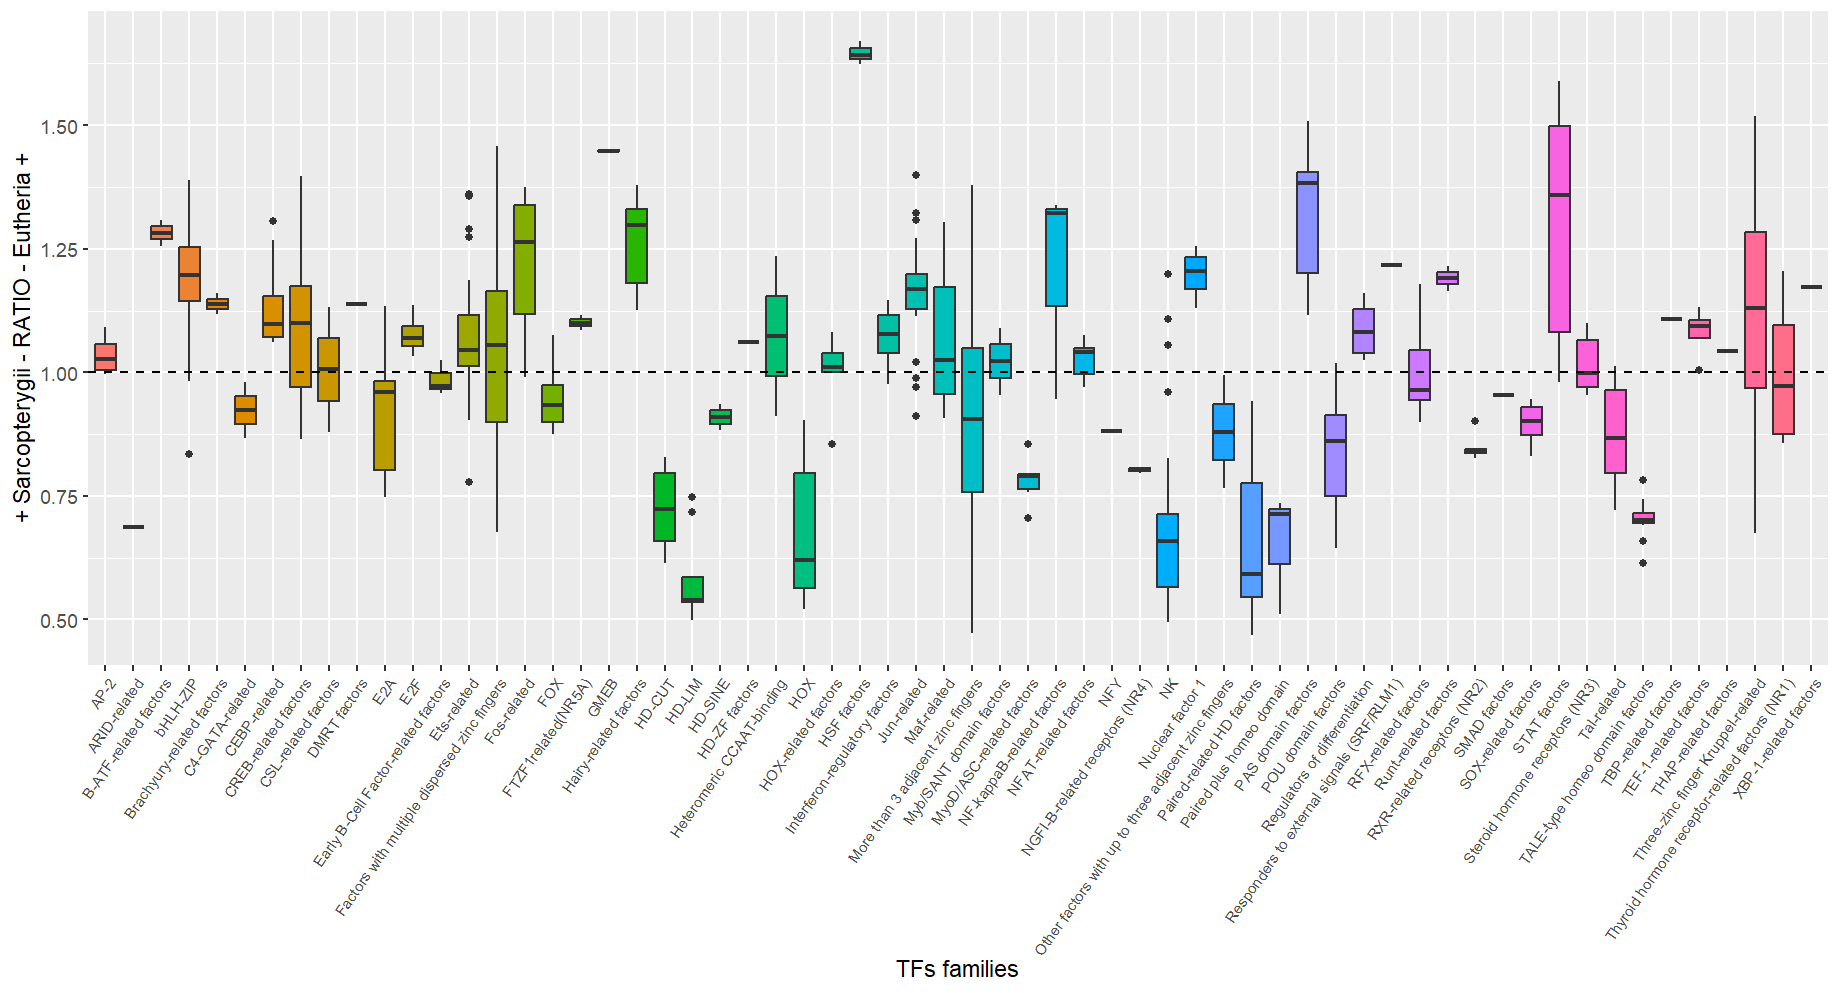 + Sarcopterygii - RATIO - Eutheria +
1.50
1.25
1.00
0.75
0.50
AP-2
ARID-related
B-ATF-related factors
bHLH-ZIP
Brachyury-related factors
C4-GATA-related
CEBP-related
CREB-related factors
CSL-related factors
DMRT factors
E2A
E2F
Early B-Cell Factor-related factors
Ets-related
Factors with multiple dispersed zinc fingers
Fos-related
FOX
FTZF1related(NR5A)
GMEB
Hairy-related factors
HD-CUT
HD-LIM
HD-SINE
HD-ZF factors
Heteromeric CCAAT-binding
HOX
HOX-related factors
HSF factors
Interferon-regulatory factors
Jun-related
Maf-related
More than 3 adjacent zinc fingers
Myb/SANT domain factors
MyoD/ASC-related factors
NF-kappaB-related factors
NFAT-related factors
NFY
NGFI-B-related receptors (NR4)
NK
Nuclear factor 1
Other factors with up to three adjacent zinc fingers
Paired-related HD factors
Paired plus homeo domain
PAS domain factors
POU domain factors
Regulators of differentiation
Responders to external signals (SRF/RLM1)
RFX-related factors
Runt-related factors
RXR-related receptors (NR2)
SMAD factors
SOX-related factors
STAT factors
Steroid hormone receptors (NR3)
Tal-related
TALE-type homeo domain factors
TBP-related factors
TEF-1-related factors
THAP-related factors
Three-zinc finger Kruppel-related
Thyroid hormone receptor-related factors (NR1)
XBP-1-related factors
TFs families